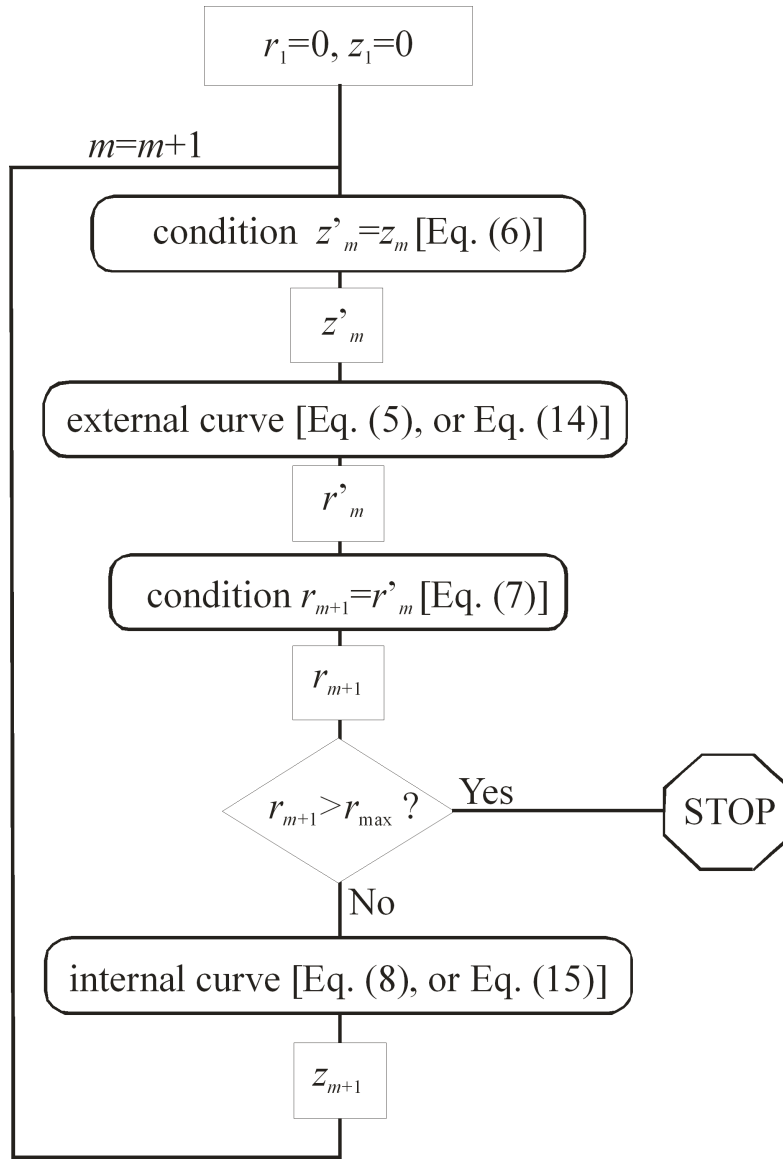 r₁=0, z₁=0
m=m+1
condition z’ₘ=zₘ [Eq. (6)]
z’ₘ
external curve [Eq. (5), or Eq. (14)]
r’ₘ
condition rₘ₊₁=r’ₘ [Eq. (7)]
rₘ₊₁
rₘ₊₁>rₘₐₓ ?
Yes
STOP
No
internal curve [Eq. (8), or Eq. (15)]
zₘ₊₁